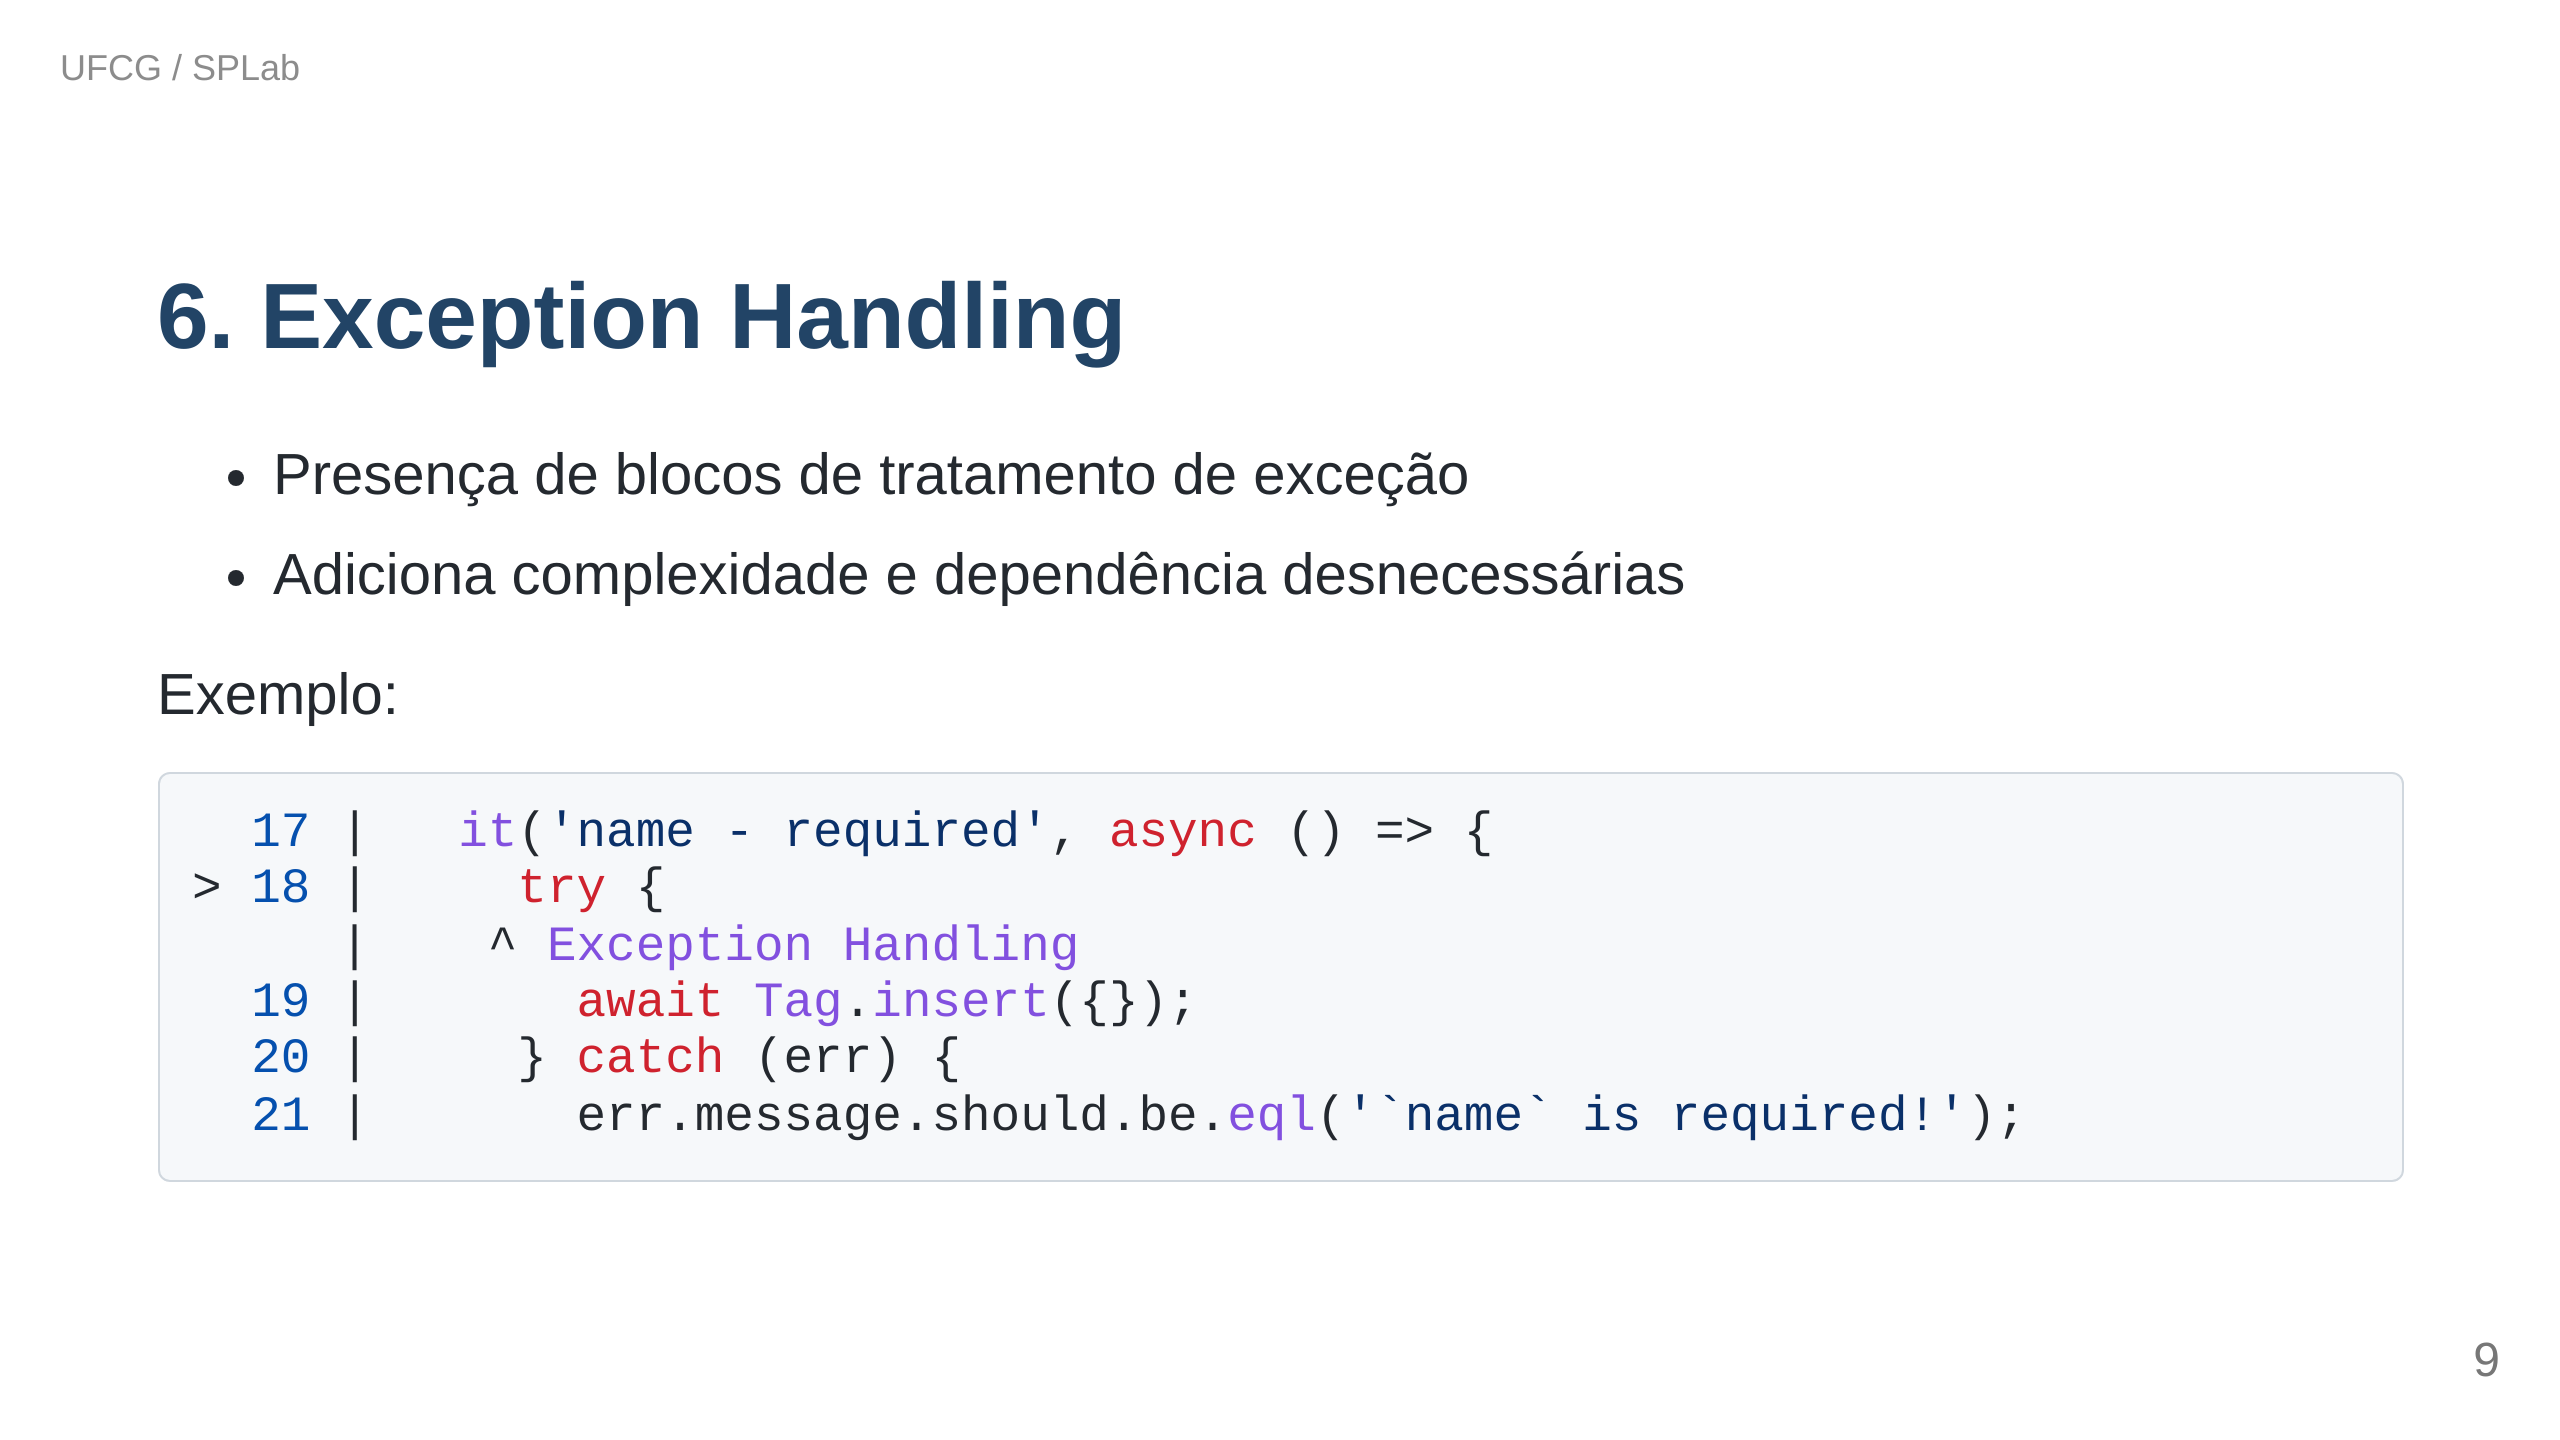 UFCG / SPLab
6. Exception Handling
• Presença de blocos de tratamento de exceção
• Adiciona complexidade e dependência desnecessárias
Exemplo:
  17 |   it('name - required', async () => {
> 18 |     try {
     |    ^ Exception Handling
  19 |       await Tag.insert({});
  20 |     } catch (err) {
  21 |       err.message.should.be.eql('`name` is required!');
9